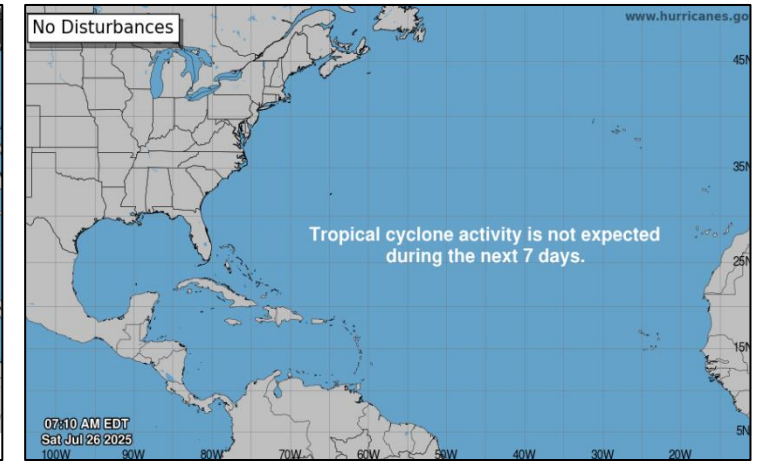 No Disturbances
www.hurricanes.go
45N
35N
Tropical cyclone activity is not expected
during the next 7 days.
25N
15N
07:10 AM EDT
Sat Jul 26 2025
5N
100W 90W 80W 70W 60W 50W 40W 30W 20W